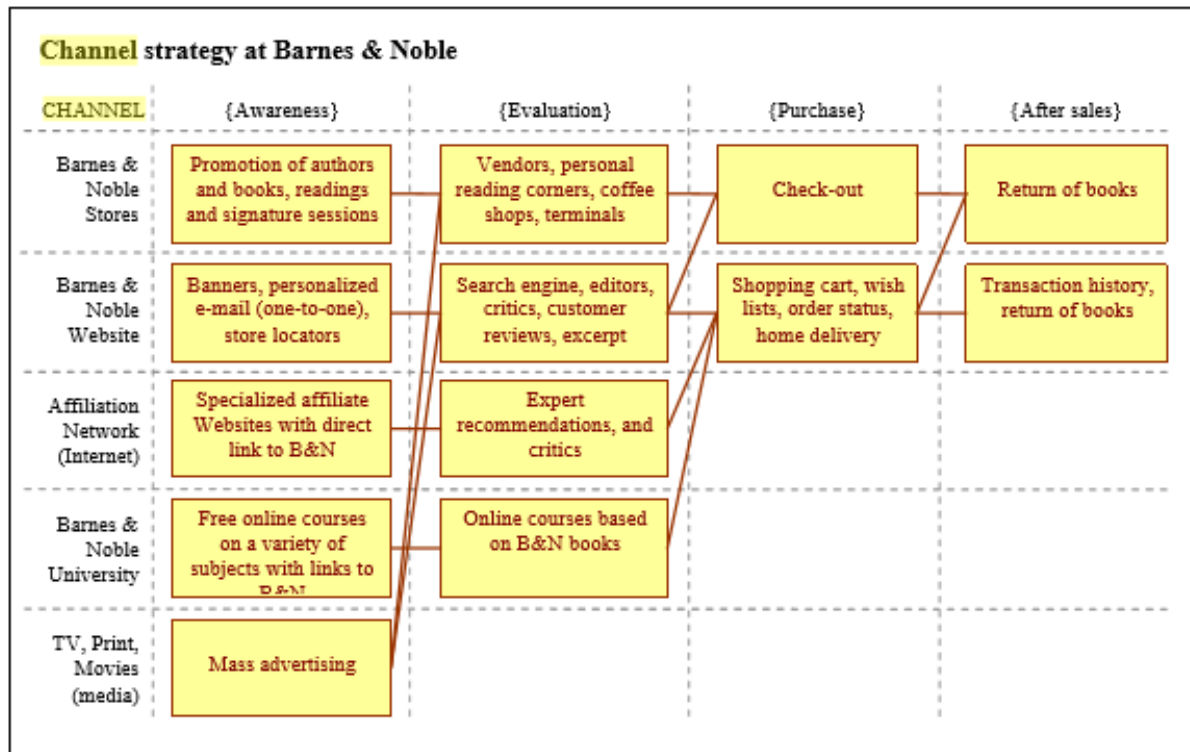 Channel strategy at Barnes & Noble
CHANNEL
{Awareness}
{Evaluation}
{Purchase}
{After sales}
Barnes &
Noble
Stores
Promotion of authors
and books, readings
and signature sessions
Vendors, personal
reading corners, coffee
shops, terminals
Check-out
Return of books
Barnes &
Noble
Website
Banners, personalized
e-mail (one-to-one),
store locators
Search engine, editors,
critics, customer
reviews, excerpt
Shopping cart, wish
lists, order status,
home delivery
Transaction history,
return of books
Affiliation
Network
(Internet)
Specialized affiliate
Websites with direct
link to B&N
Expert
recommendations, and
critics
Barnes &
Noble
University
Free online courses
on a variety of
subjects with links to
B&N
Online courses based
on B&N books
TV, Print,
Movies
(media)
Mass advertising